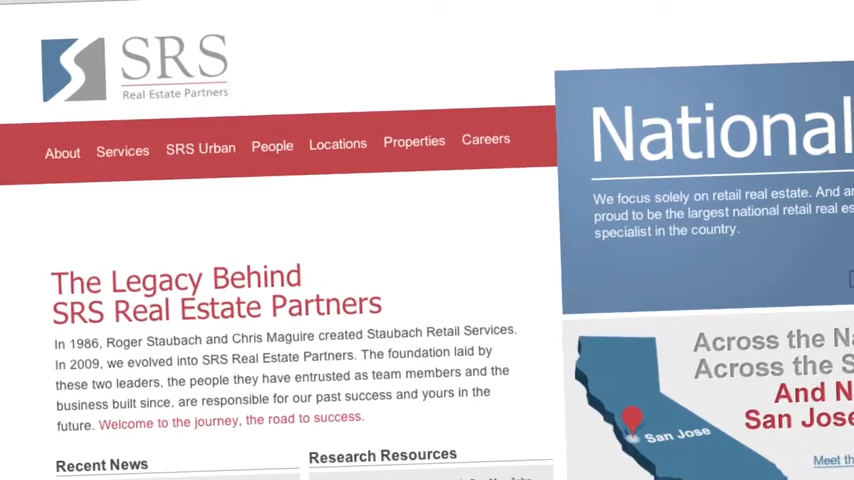 SRS
Real Estate Partners
About Services SRS Urban People Locations Properties Careers
National
We focus solely on retail real estate. And
proud to be the largest national retail real
specialist in the country.
The Legacy Behind
SRS Real Estate Partners
In 1986, Roger Staubach and Chris Maguire created Staubach Retail Services.
In 2009, we evolved into SRS Real Estate Partners. The foundation laid by
these two leaders, the people they have entrusted as team members and the
business built since, are responsible for our past success and yours in the
future. Welcome to the journey, the road to success.
Across the
Across the
And
San Jose
San Jose
Meet
Recent News
Research Resources